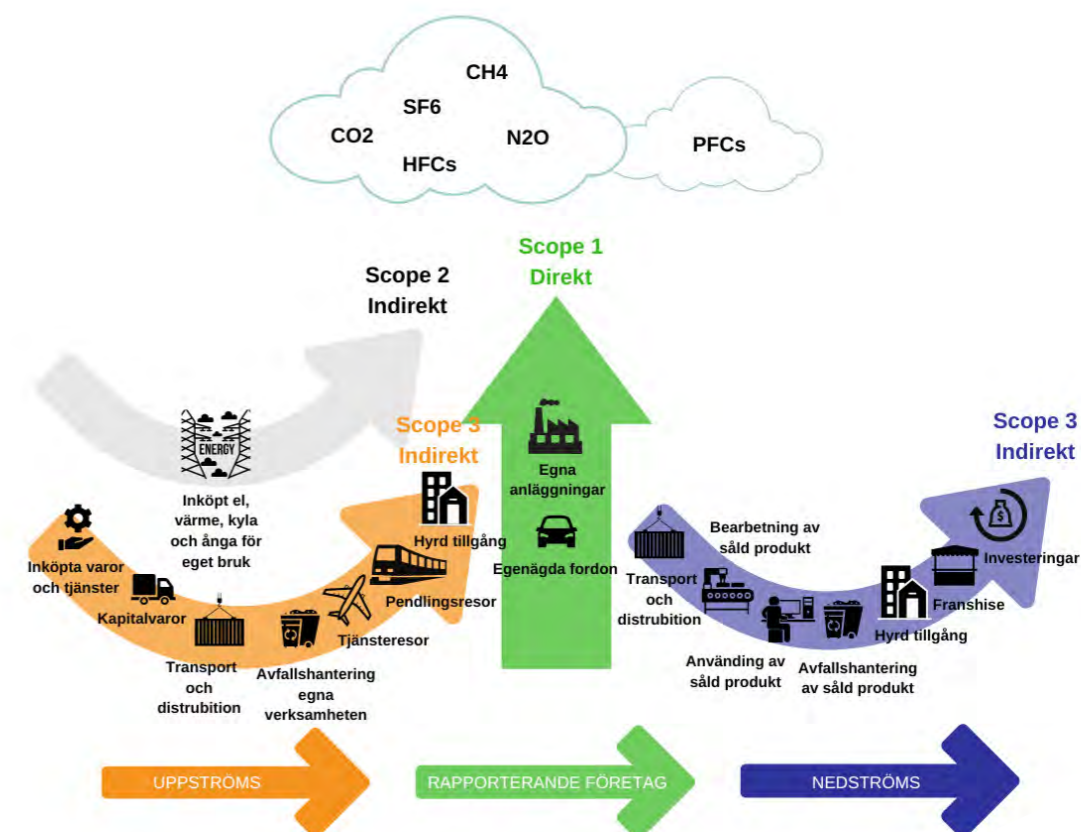 CH4
SF6
CO2
N2O
HFCs
PFCs
Scope 1
Direkt
Scope 2
Indirekt
Scope 3
Indirekt
Scope 3
Indirekt
ENERGY
Inköpt el,
värme, kyla
och ånga för
eget bruk
Inköpta varor
och tjänster
Kapitalvaror
Transport
och
distrubition
Avfallshantering
egna
verksamheten
Tjänsteresor
Pendlingsresor
Hyrd tillgång
Egna
anläggningar
Egenägda fordon
Transport
och
distrubition
Bearbetning av
såld produkt
Använding av
såld produkt
Avfallshantering
av såld produkt
Hyrd tillgång
Franshise
Investeringar
$
UPPSTRÖMS
RAPPORTERANDE FÖRETAG
NEDSTRÖMS